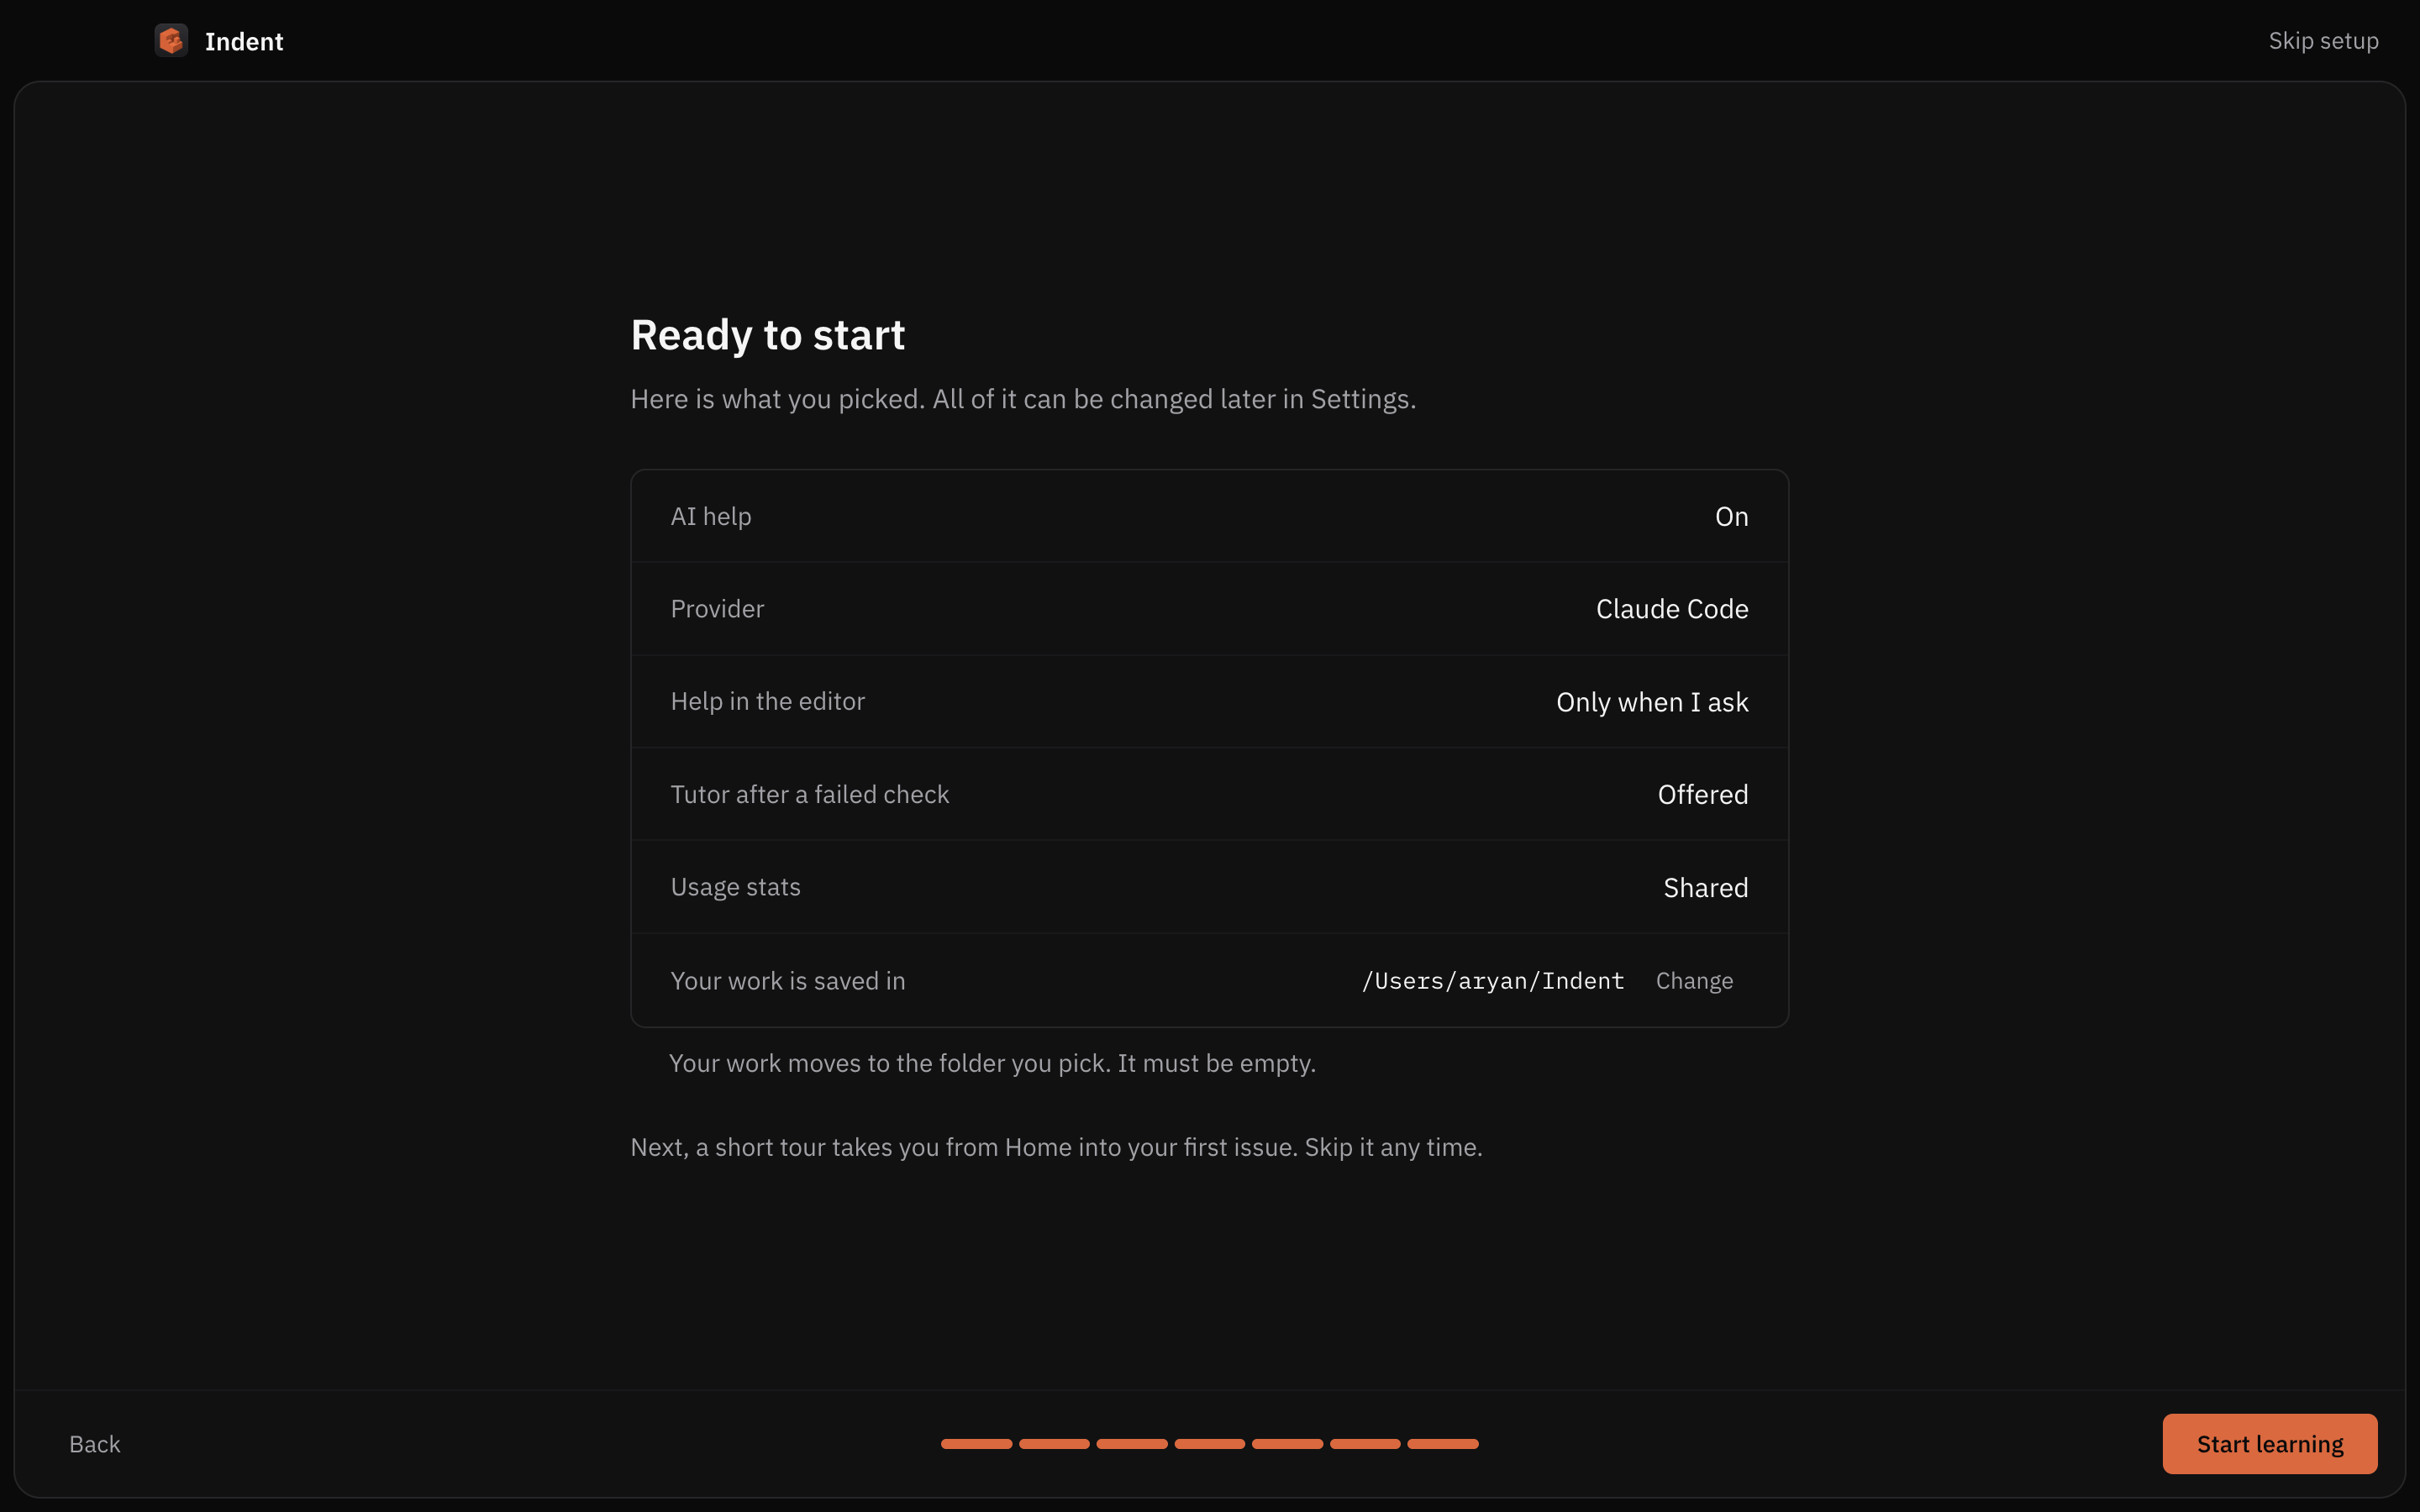 Indent
Skip setup
Ready to start
Here is what you picked. All of it can be changed later in Settings.
AI help
On
Provider
Claude Code
Help in the editor
Only when I ask
Tutor after a failed check
Offered
Usage stats
Shared
Your work is saved in
/Users/aryan/Indent
Change
Your work moves to the folder you pick. It must be empty.
Next, a short tour takes you from Home into your first issue. Skip it any time.
Back
Start learning